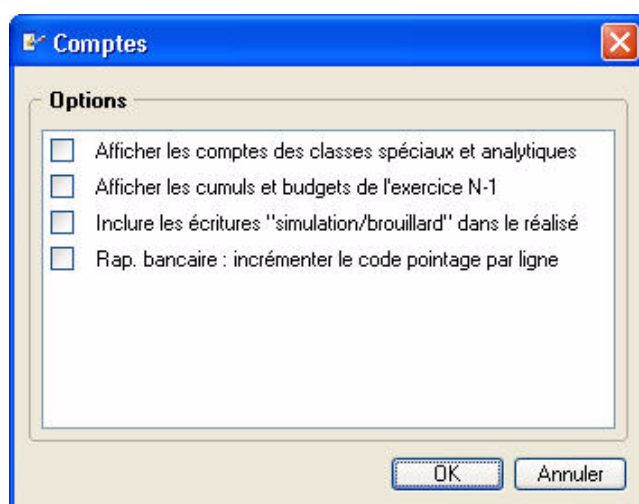 Comptes
Options
Afficher les comptes des classes spéciaux et analytiques
Afficher les cumuls et budgets de l'exercice N-1
Inclure les écritures "simulation/brouillard" dans le réalisé
Rap. bancaire : incrémenter le code pointage par ligne
OK Annuler